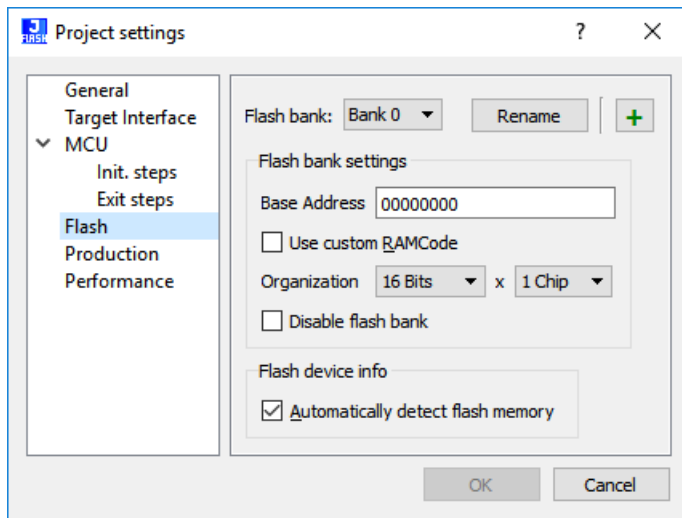 J
FLASH
Project settings
?
General
Target Interface
MCU
Init. steps
Exit steps
Flash
Production
Performance
Flash bank: Bank 0 Rename +
Flash bank settings
Base Address 00000000
Use custom RAMCode
Organization 16 Bits x 1 Chip
Disable flash bank
Flash device info
Automatically detect flash memory
OK Cancel